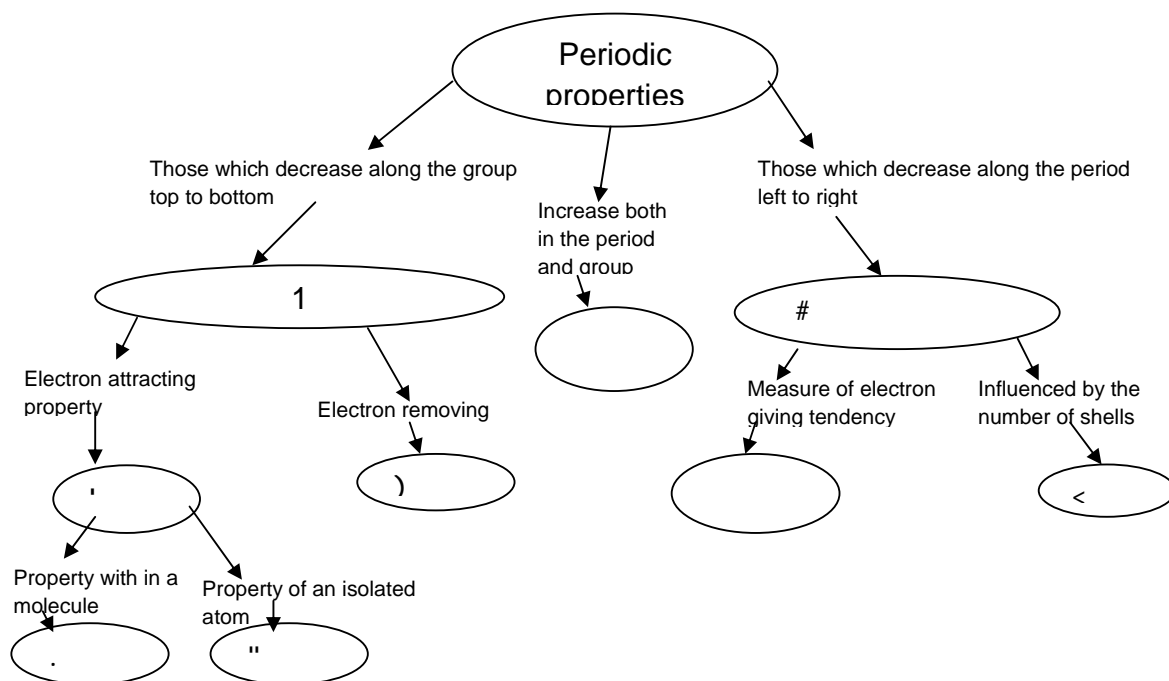 Periodic
properties
Those which decrease along the group
top to bottom
Increase both
in the period
and group
Those which decrease along the period
left to right
1
#
Electron attracting
property
Electron removing
Measure of electron
giving tendency
Influenced by the
number of shells
'
)
<
Property with in a
molecule
Property of an isolated
atom
.
"